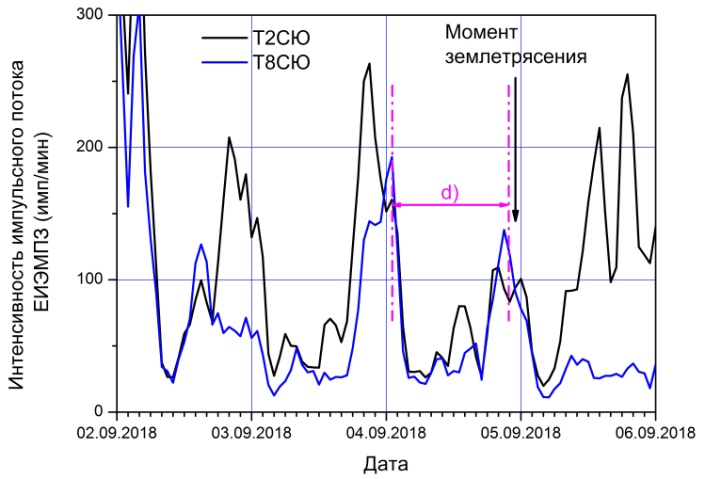 300
200
100
0
Интенсивность импульсного потока
ЕИЭМПЗ (имп/мин)
Т2СЮ
Т8СЮ
Момент
землетрясения
d)
02.09.2018 03.09.2018 04.09.2018 05.09.2018 06.09.2018
Дата